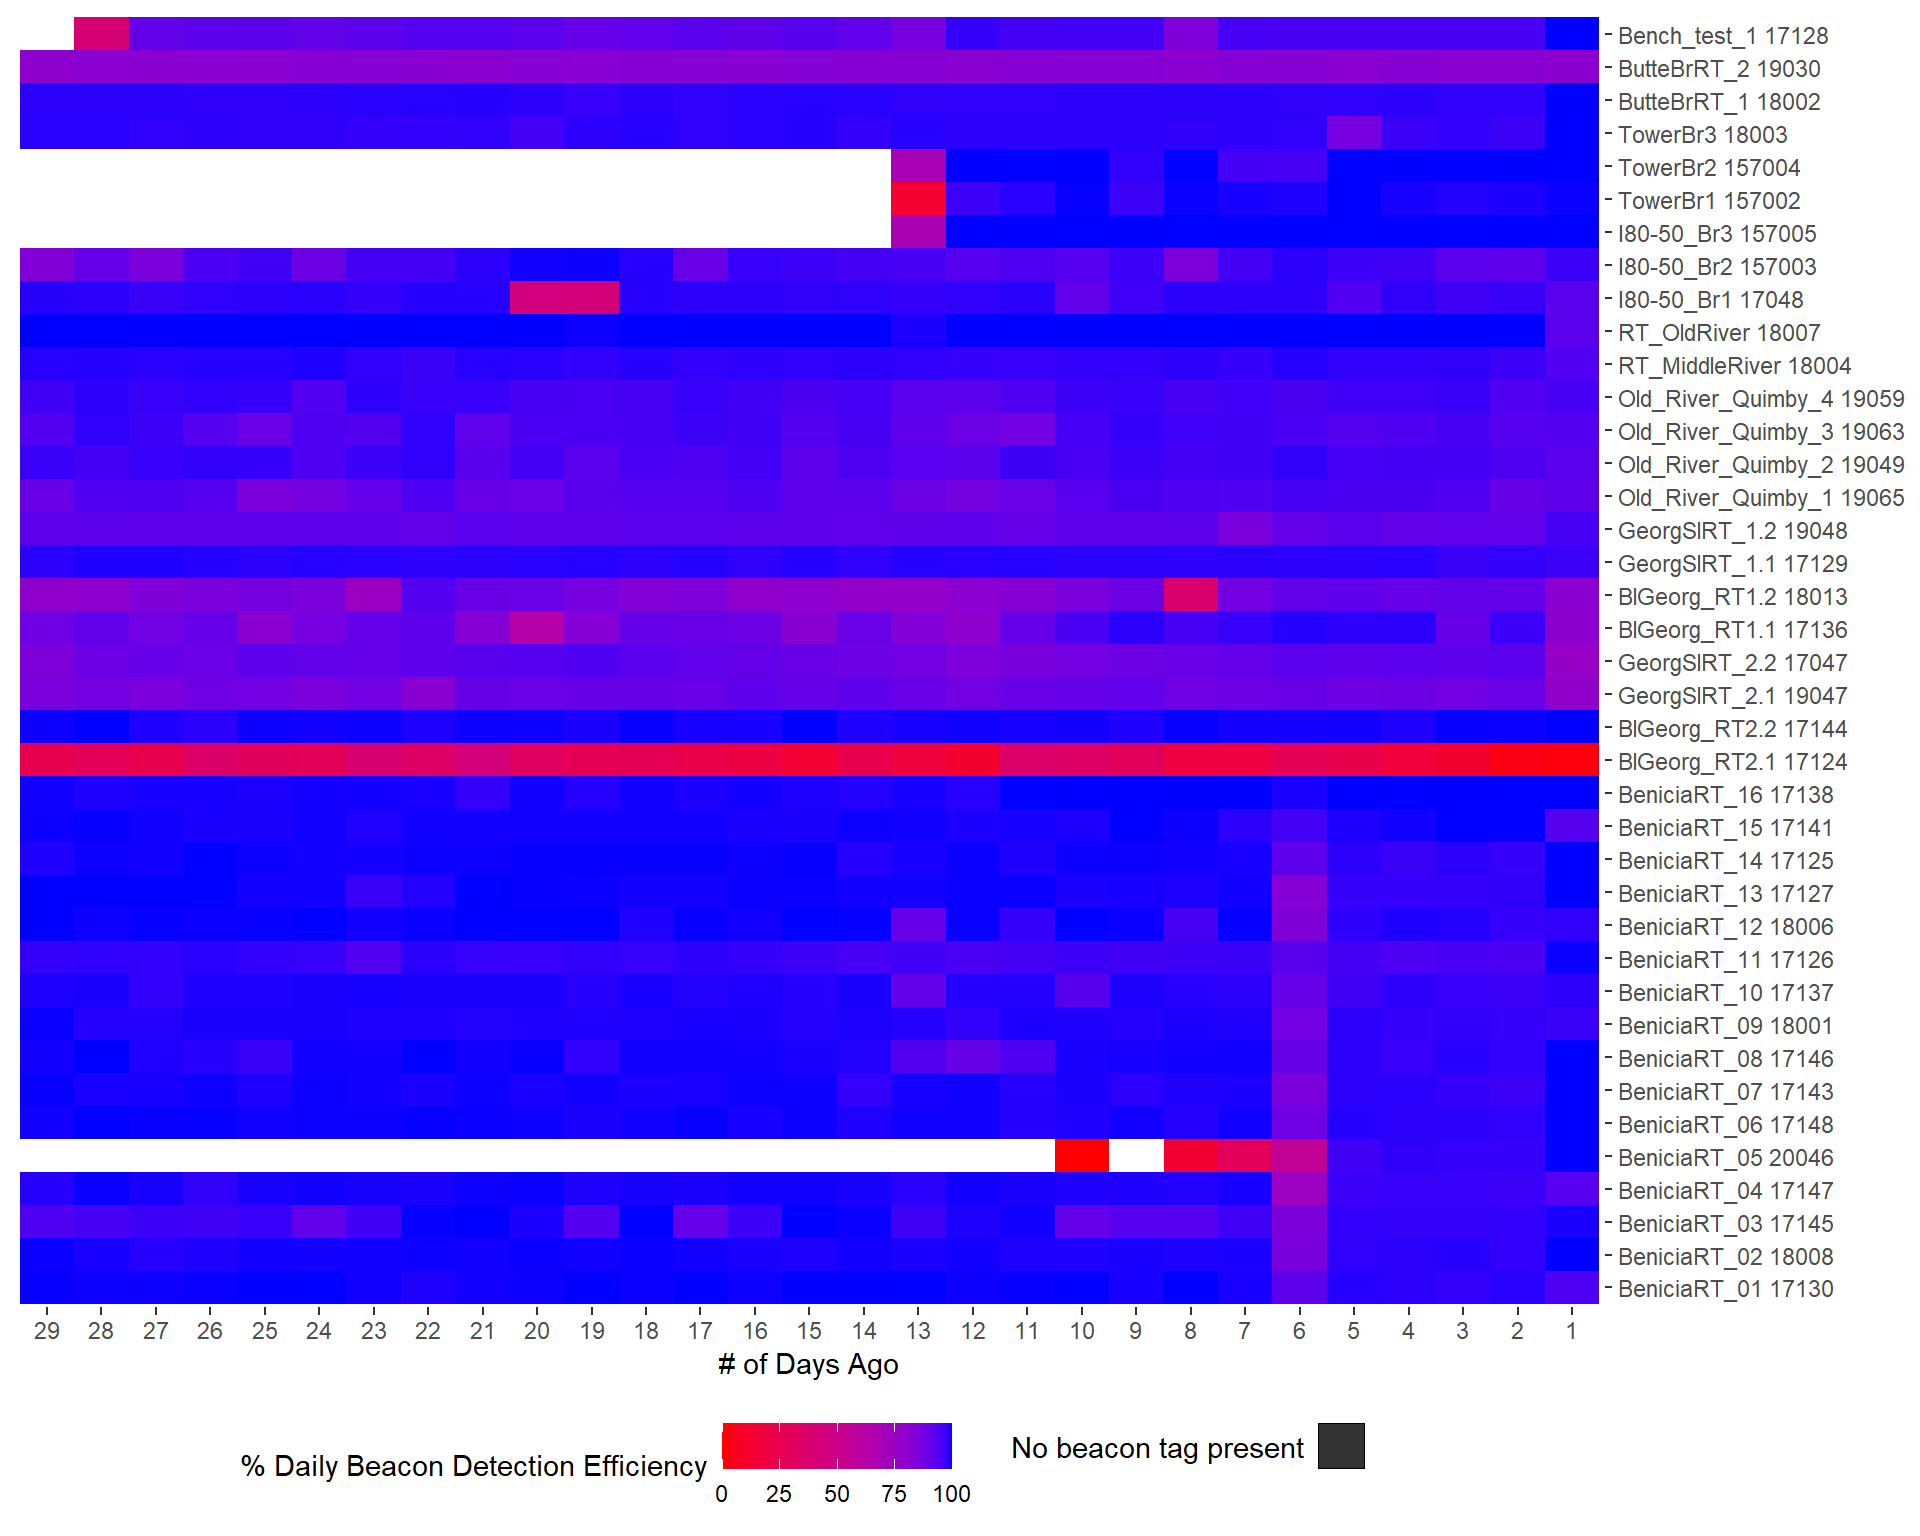 Bench_test_1 17128
ButteBrRT_2 19030
ButteBrRT_1 18002
TowerBr3 18003
TowerBr2 157004
TowerBr1 157002
I80-50_Br3 157005
I80-50_Br2 157003
I80-50_Br1 17048
RT_OldRiver 18007
RT_MiddleRiver 18004
Old_River_Quimby_4 19059
Old_River_Quimby_3 19063
Old_River_Quimby_2 19049
Old_River_Quimby_1 19065
GeorgSlRT_1.2 19048
GeorgSlRT_1.1 17129
BlGeorg_RT1.2 18013
BlGeorg_RT1.1 17136
GeorgSlRT_2.2 17047
GeorgSlRT_2.1 19047
BlGeorg_RT2.2 17144
BlGeorg_RT2.1 17124
BeniciaRT_16 17138
BeniciaRT_15 17141
BeniciaRT_14 17125
BeniciaRT_13 17127
BeniciaRT_12 18006
BeniciaRT_11 17126
BeniciaRT_10 17137
BeniciaRT_09 18001
BeniciaRT_08 17146
BeniciaRT_07 17143
BeniciaRT_06 17148
BeniciaRT_05 20046
BeniciaRT_04 17147
BeniciaRT_03 17145
BeniciaRT_02 18008
BeniciaRT_01 17130
29 28 27 26 25 24 23 22 21 20 19 18 17 16 15 14 13 12 11 10 9 8 7 6 5 4 3 2 1
# of Days Ago
% Daily Beacon Detection Efficiency
0 25 50 75 100
No beacon tag present